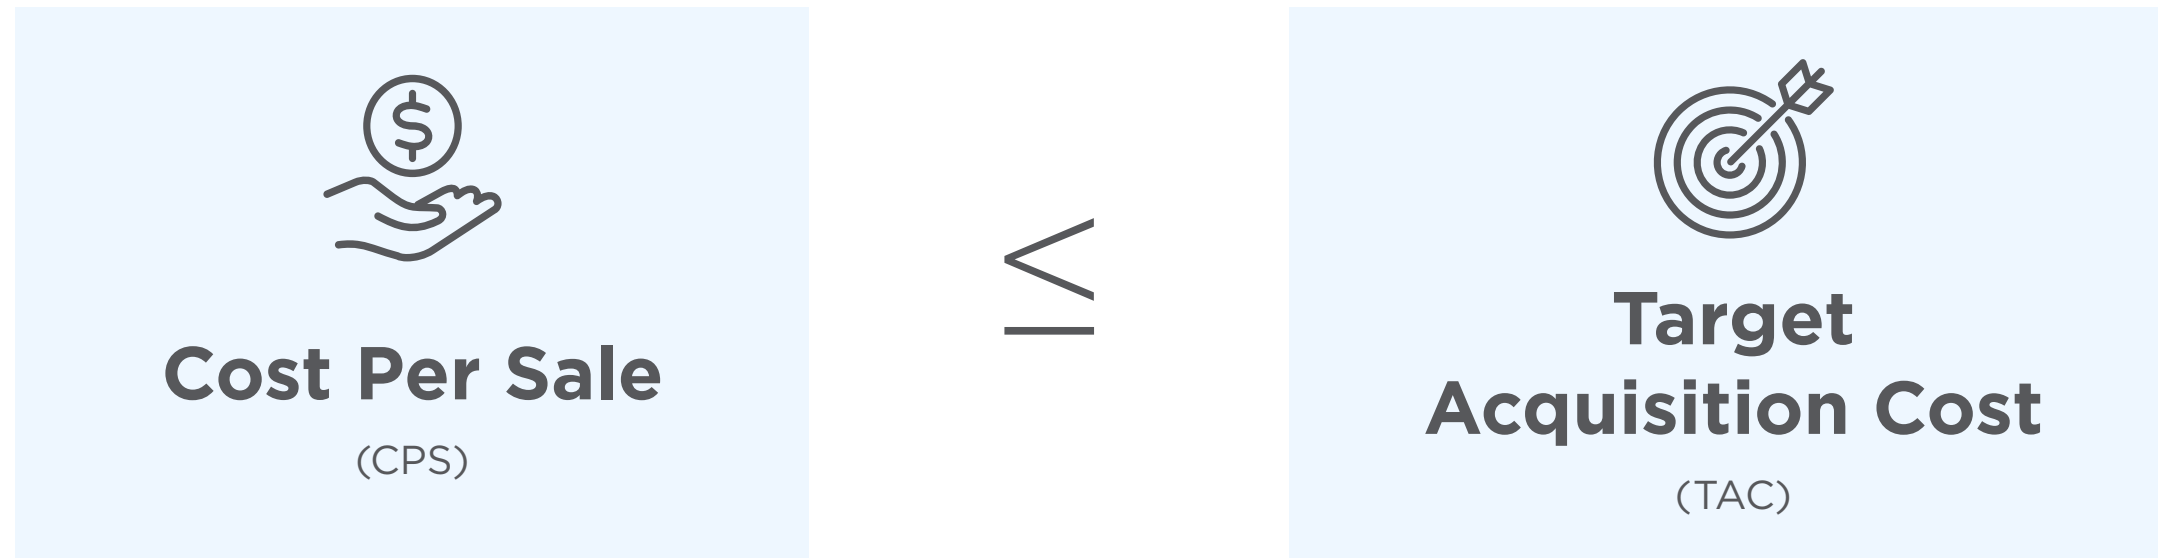 $
Cost Per Sale
(CPS)
≤
Target
Acquisition Cost
(TAC)